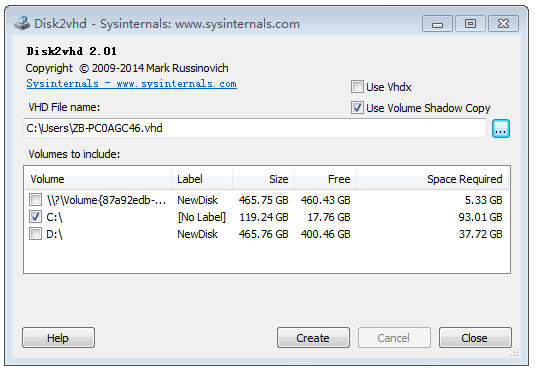 Disk2vhd - Sysinternals: www.sysinternals.com
Disk2vhd 2.01
Copyright © 2009-2014 Mark Russinovich
Sysinternals - www.sysinternals.com
Use Vhdx
VHD File name:
Use Volume Shadow Copy
C:\Users\ZB-PC0AGC46.vhd
...
Volumes to include:
Volume Label Size Free Space Required
\\?\Volume{87a92edb-... NewDisk 465.75 GB 460.43 GB 5.33 GB
C:\ [No Label] 119.24 GB 17.76 GB 93.01 GB
D:\ NewDisk 465.76 GB 400.46 GB 37.72 GB
Help Create Cancel Close